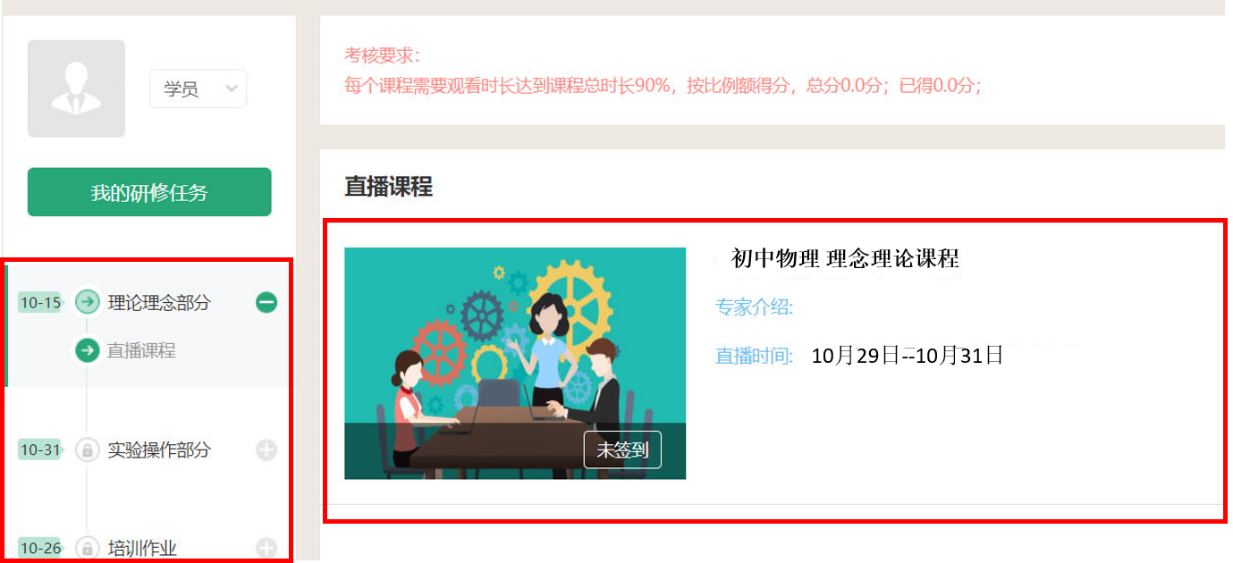 学员
我的研修任务
10-15 理论理念部分
直播课程
10-31 实验操作部分
10-26 培训作业
考核要求：
每个课程需要观看时长达到课程总时长90%，按比例额得分，总分0.0分；已得0.0分；
直播课程
初中物理 理念理论课程
专家介绍:
直播时间: 10月29日--10月31日
未签到